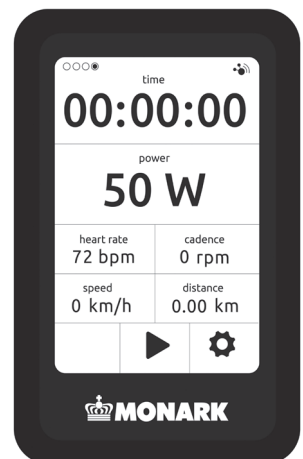 time
00:00:00
power
50 W
heart rate cadence
72 bpm 0 rpm
speed distance
0 km/h 0.00 km
MONARK